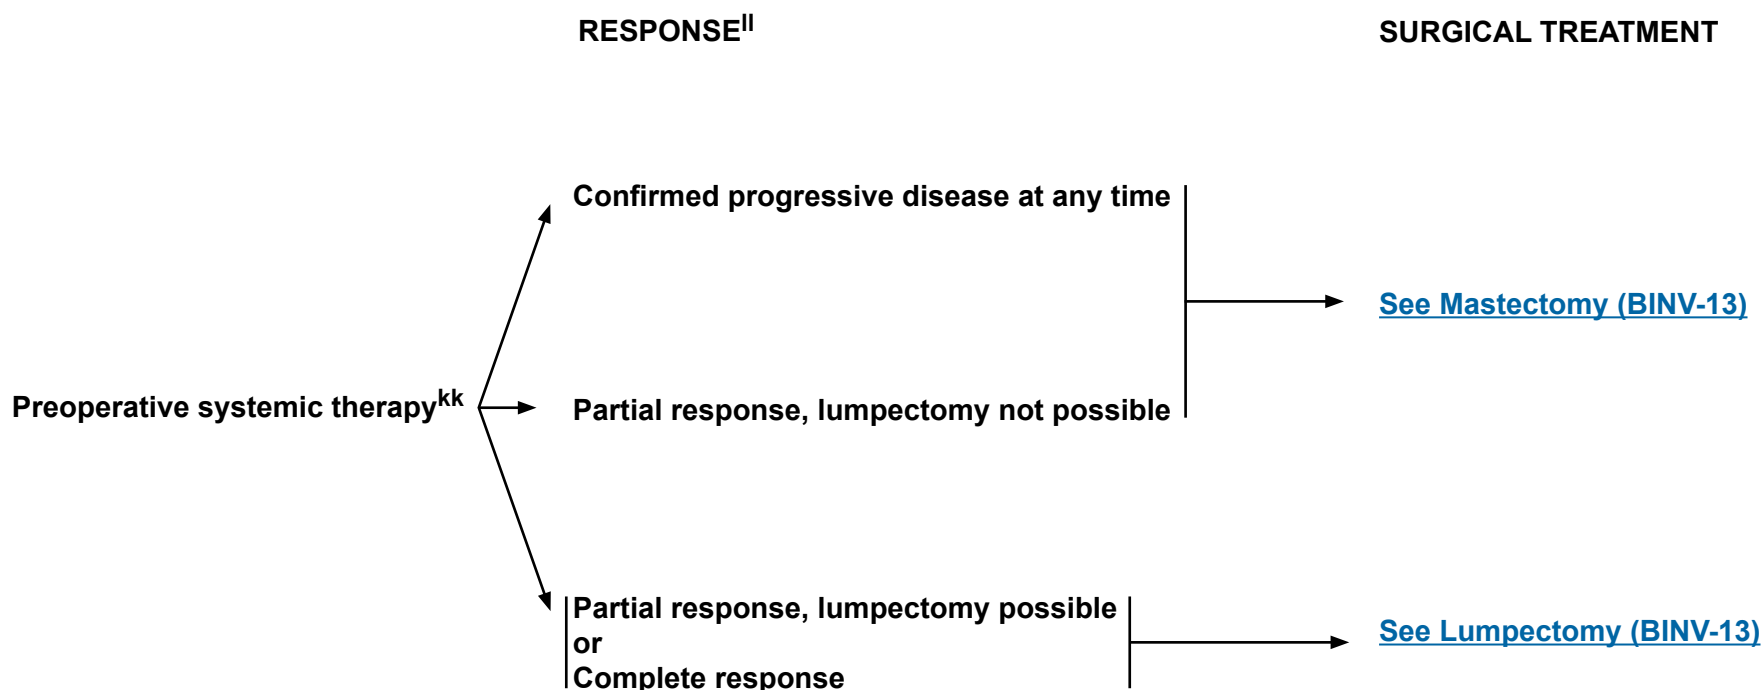 RESPONSE^ll
SURGICAL TREATMENT
Confirmed progressive disease at any time
See Mastectomy (BINV-13)
Preoperative systemic therapy^kk
Partial response, lumpectomy not possible
Partial response, lumpectomy possible
or
Complete response
See Lumpectomy (BINV-13)